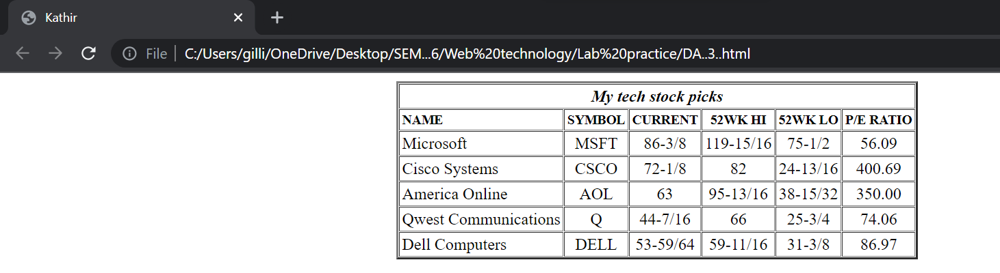 Kathir
File C:/Users/gilli/OneDrive/Desktop/SEM...6/Web%20technology/Lab%20practice/DA..3..html
My tech stock picks
NAME SYMBOL CURRENT 52WK HI 52WK LO P/E RATIO
Microsoft MSFT 86-3/8 119-15/16 75-1/2 56.09
Cisco Systems CSCO 72-1/8 82 24-13/16 400.69
America Online AOL 63 95-13/16 38-15/32 350.00
Qwest Communications Q 44-7/16 66 25-3/4 74.06
Dell Computers DELL 53-59/64 59-11/16 31-3/8 86.97